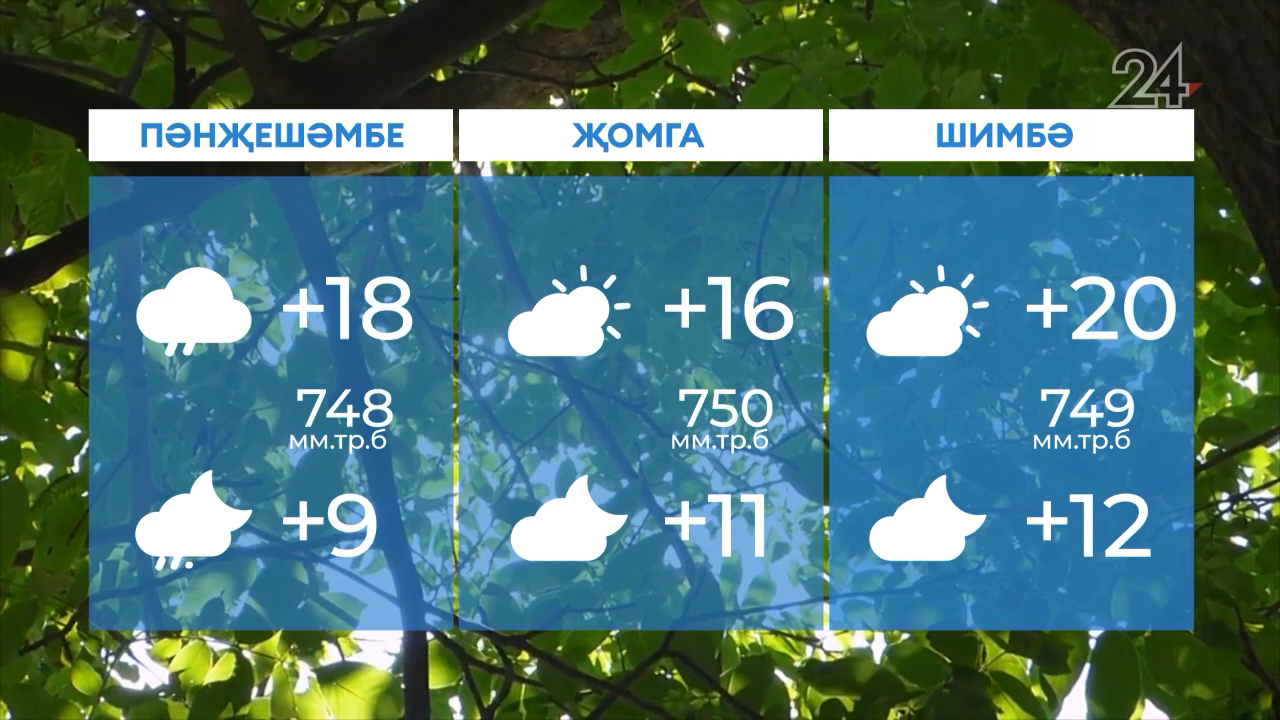 24
ПӘНҖЕШӘМБЕ
ҖОМГА
ШИМБӘ
+18
+16
+20
748
мм.тр.б
750
мм.тр.б
749
мм.тр.б
+9
+11
+12